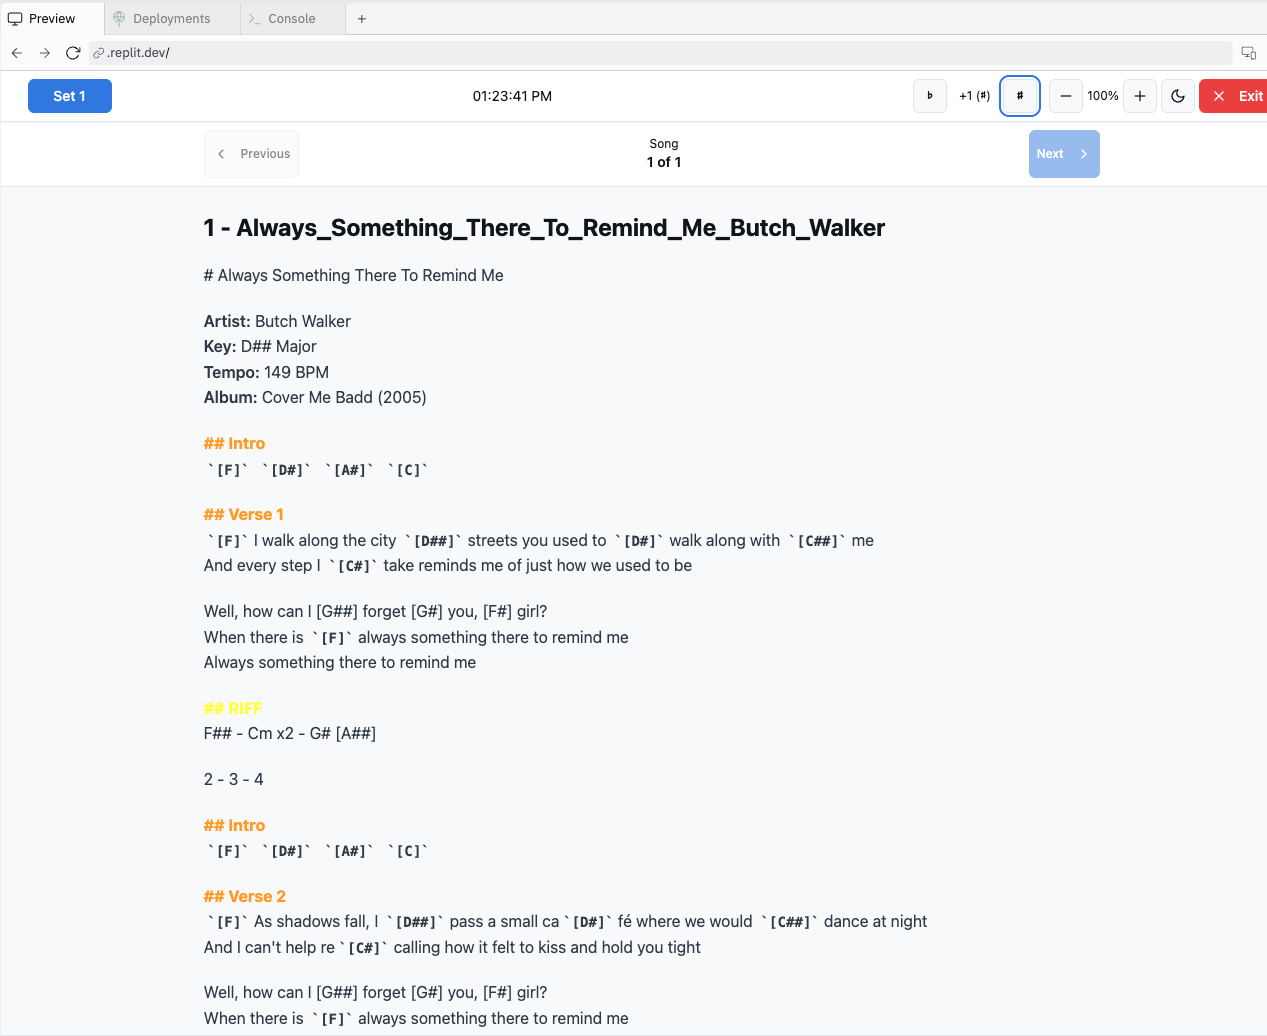 Preview
Deployments
>_ Console
+
.replit.dev/
Set 1
01:23:41 PM
♭
+1 (♯)
♯
−
100%
+
× Exit
< Previous
Song
1 of 1
Next >
1 - Always_Something_There_To_Remind_Me_Butch_Walker
# Always Something There To Remind Me
Artist: Butch Walker
Key: D## Major
Tempo: 149 BPM
Album: Cover Me Badd (2005)
## Intro
`[F]` `[D#]` `[A#]` `[C]`
## Verse 1
`[F]` I walk along the city `[D##]` streets you used to `[D#]` walk along with `[C##]` me
And every step I `[C#]` take reminds me of just how we used to be
Well, how can I [G##] forget [G#] you, [F#] girl?
When there is `[F]` always something there to remind me
Always something there to remind me
## RIFF
F## - Cm x2 - G# [A##]
2 - 3 - 4
## Intro
`[F]` `[D#]` `[A#]` `[C]`
## Verse 2
`[F]` As shadows fall, I `[D##]` pass a small ca`[D#]` fé where we would `[C##]` dance at night
And I can't help re`[C#]` calling how it felt to kiss and hold you tight
Well, how can I [G##] forget [G#] you, [F#] girl?
When there is `[F]` always something there to remind me